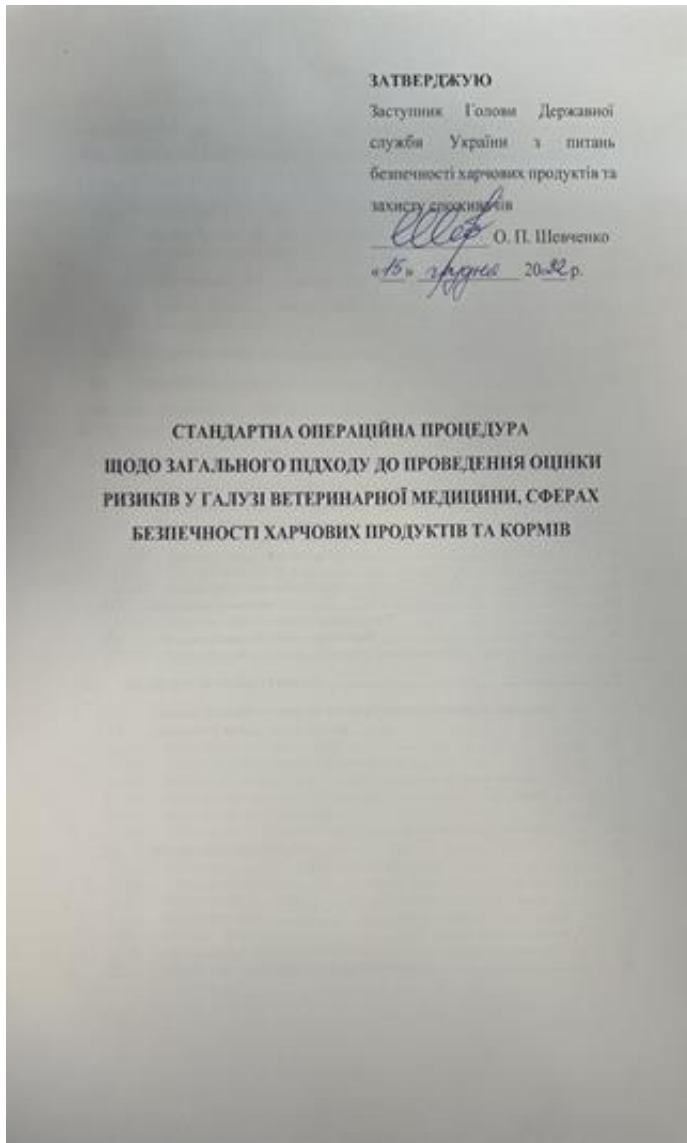 ЗАТВЕРДЖУЮ
Заступник Голови Державної
служби України з питань
безпечності харчових продуктів та
захисту споживачів
О. П. Шевченко
«15» грудня 2022 р.
СТАНДАРТНА ОПЕРАЦІЙНА ПРОЦЕДУРА
ЩОДО ЗАГАЛЬНОГО ПІДХОДУ ДО ПРОВЕДЕННЯ ОЦІНКИ
РИЗИКІВ У ГАЛУЗІ ВЕТЕРИНАРНОЇ МЕДИЦИНИ, СФЕРАХ
БЕЗПЕЧНОСТІ ХАРЧОВИХ ПРОДУКТІВ ТА КОРМІВ